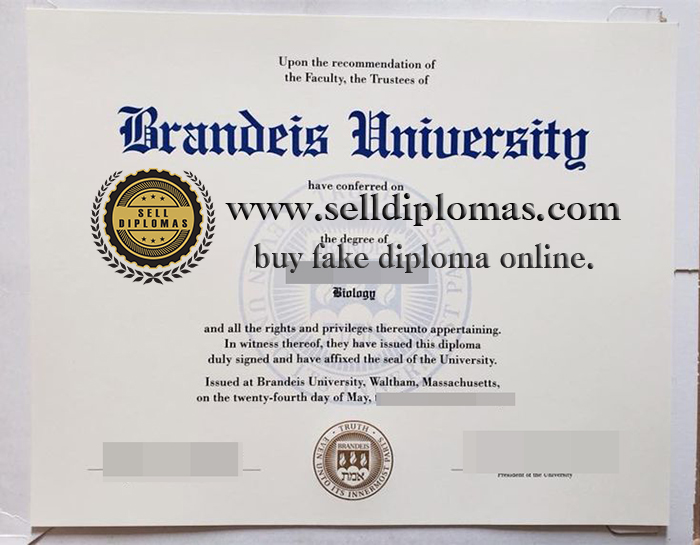 Upon the recommendation of
the Faculty, the Trustees of
Brandeis University
have conferred on
SELL
DIPLOMAS
www.selldiplomas.com
the degree of
buy fake diploma online.
Biology
and all the rights and privileges thereunto appertaining.
In witness thereof, they have issued this diploma
duly signed and have affixed the seal of the University.
Issued at Brandeis University, Waltham, Massachusetts,
on the twenty-fourth day of May,
TRUTH
EVEN UNTO ITS INNERMOST PARTS
BRANDEIS
אמת
President of the University